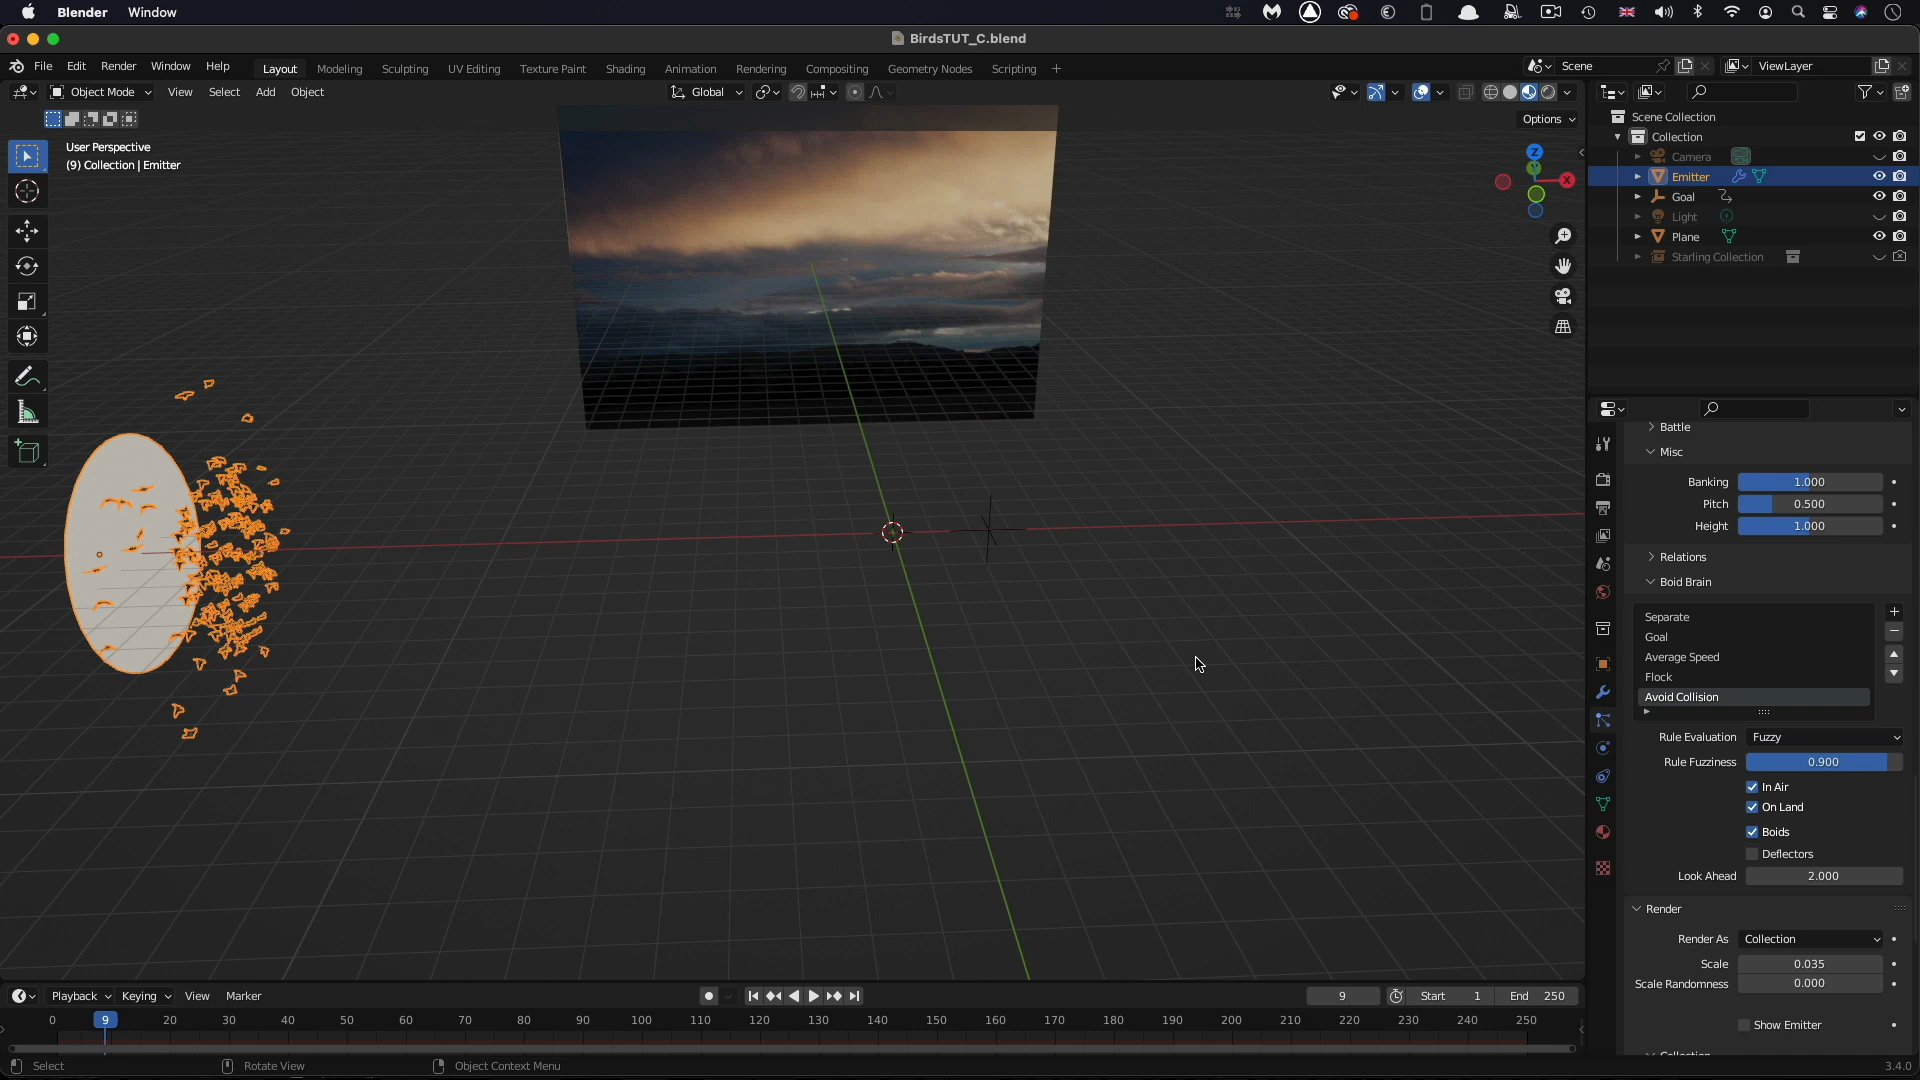 Blender Window
BirdsTUT_C.blend
File Edit Render Window Help Layout Modeling Sculpting UV Editing Texture Paint Shading Animation Rendering Compositing Geometry Nodes Scripting + Scene ViewLayer
Object Mode View Select Add Object Global
Options
User Perspective
(9) Collection | Emitter
Z
Y
X
Scene Collection
Collection
Camera
Emitter
Goal
Light
Plane
Starling Collection
Battle
Misc
Banking 1.000
Pitch 0.500
Height 1.000
Relations
Boid Brain
Separate
Goal
Average Speed
Flock
Avoid Collision
Rule Evaluation Fuzzy
Rule Fuzziness 0.900
In Air
On Land
Boids
Deflectors
Look Ahead 2.000
Render
Render As Collection
Scale 0.035
Scale Randomness 0.000
Show Emitter
Collection
Playback Keying View Marker 9 Start 1 End 250
0 9 20 30 40 50 60 70 80 90 100 110 120 130 140 150 160 170 180 190 200 210 220 230 240 250
Select Rotate View Object Context Menu 3.4.0